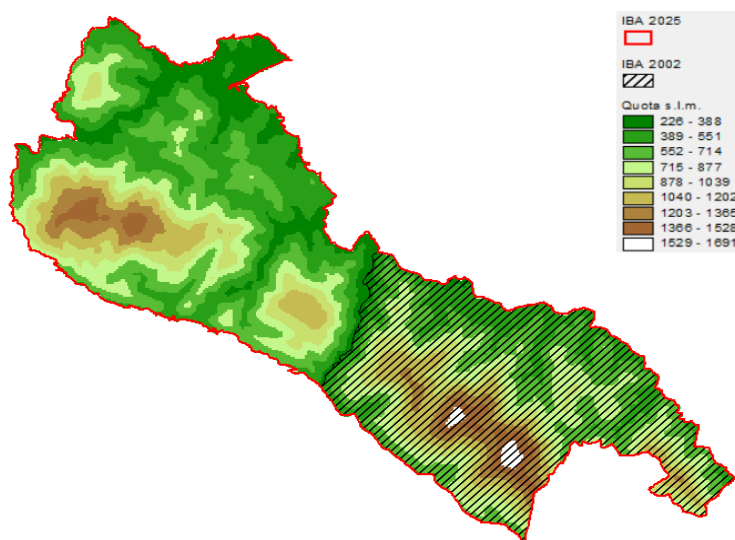 IBA 2025
IBA 2002
Quota s.l.m.
226 - 388
389 - 551
552 - 714
715 - 877
878 - 1039
1040 - 1202
1203 - 1365
1366 - 1528
1529 - 1691